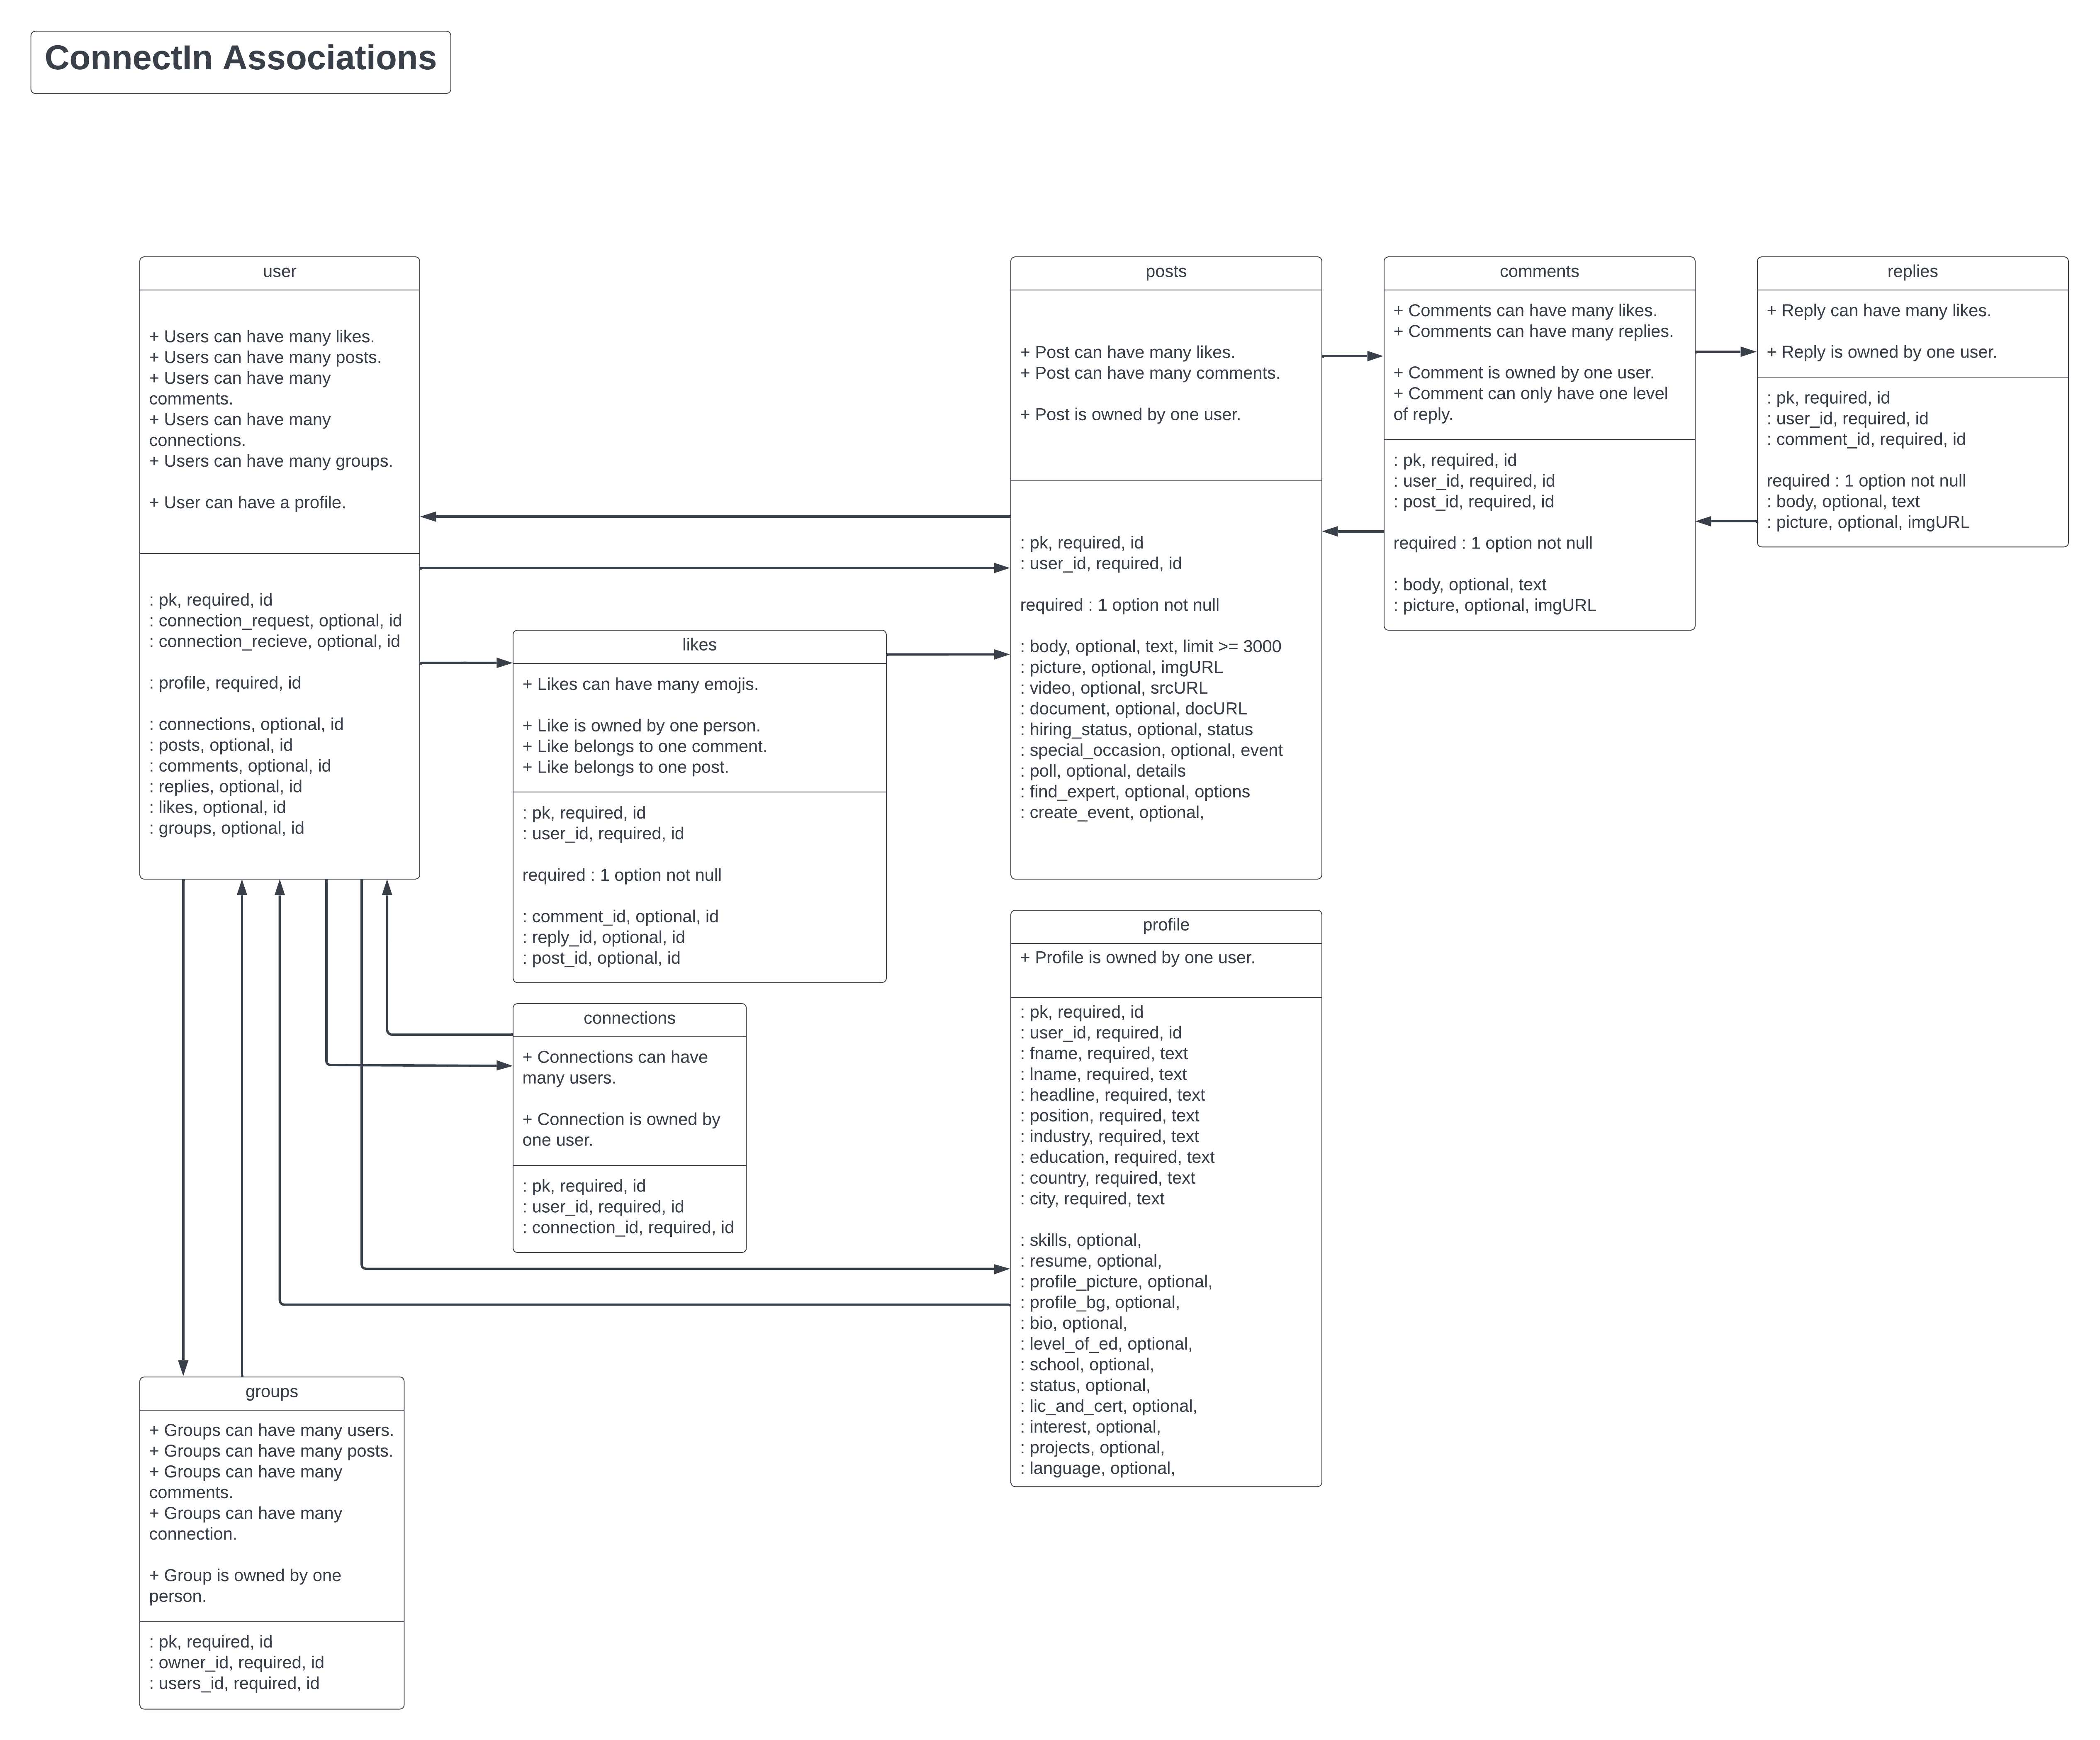 ConnectIn Associations
user
+ Users can have many likes.
+ Users can have many posts.
+ Users can have many
comments.
+ Users can have many
connections.
+ Users can have many groups.
+ User can have a profile.
: pk, required, id
: connection_request, optional, id
: connection_recieve, optional, id
: profile, required, id
: connections, optional, id
: posts, optional, id
: comments, optional, id
: replies, optional, id
: likes, optional, id
: groups, optional, id
likes
+ Likes can have many emojis.
+ Like is owned by one person.
+ Like belongs to one comment.
+ Like belongs to one post.
: pk, required, id
: user_id, required, id
required : 1 option not null
: comment_id, optional, id
: reply_id, optional, id
: post_id, optional, id
connections
+ Connections can have
many users.
+ Connection is owned by
one user.
: pk, required, id
: user_id, required, id
: connection_id, required, id
groups
+ Groups can have many users.
+ Groups can have many posts.
+ Groups can have many
comments.
+ Groups can have many
connection.
+ Group is owned by one
person.
: pk, required, id
: owner_id, required, id
: users_id, required, id
posts
+ Post can have many likes.
+ Post can have many comments.
+ Post is owned by one user.
: pk, required, id
: user_id, required, id
required : 1 option not null
: body, optional, text, limit >= 3000
: picture, optional, imgURL
: video, optional, srcURL
: document, optional, docURL
: hiring_status, optional, status
: special_occasion, optional, event
: poll, optional, details
: find_expert, optional, options
: create_event, optional,
profile
+ Profile is owned by one user.
: pk, required, id
: user_id, required, id
: fname, required, text
: lname, required, text
: headline, required, text
: position, required, text
: industry, required, text
: education, required, text
: country, required, text
: city, required, text
: skills, optional,
: resume, optional,
: profile_picture, optional,
: profile_bg, optional,
: bio, optional,
: level_of_ed, optional,
: school, optional,
: status, optional,
: lic_and_cert, optional,
: interest, optional,
: projects, optional,
: language, optional,
comments
+ Comments can have many likes.
+ Comments can have many replies.
+ Comment is owned by one user.
+ Comment can only have one level
of reply.
: pk, required, id
: user_id, required, id
: post_id, required, id
required : 1 option not null
: body, optional, text
: picture, optional, imgURL
replies
+ Reply can have many likes.
+ Reply is owned by one user.
: pk, required, id
: user_id, required, id
: comment_id, required, id
required : 1 option not null
: body, optional, text
: picture, optional, imgURL